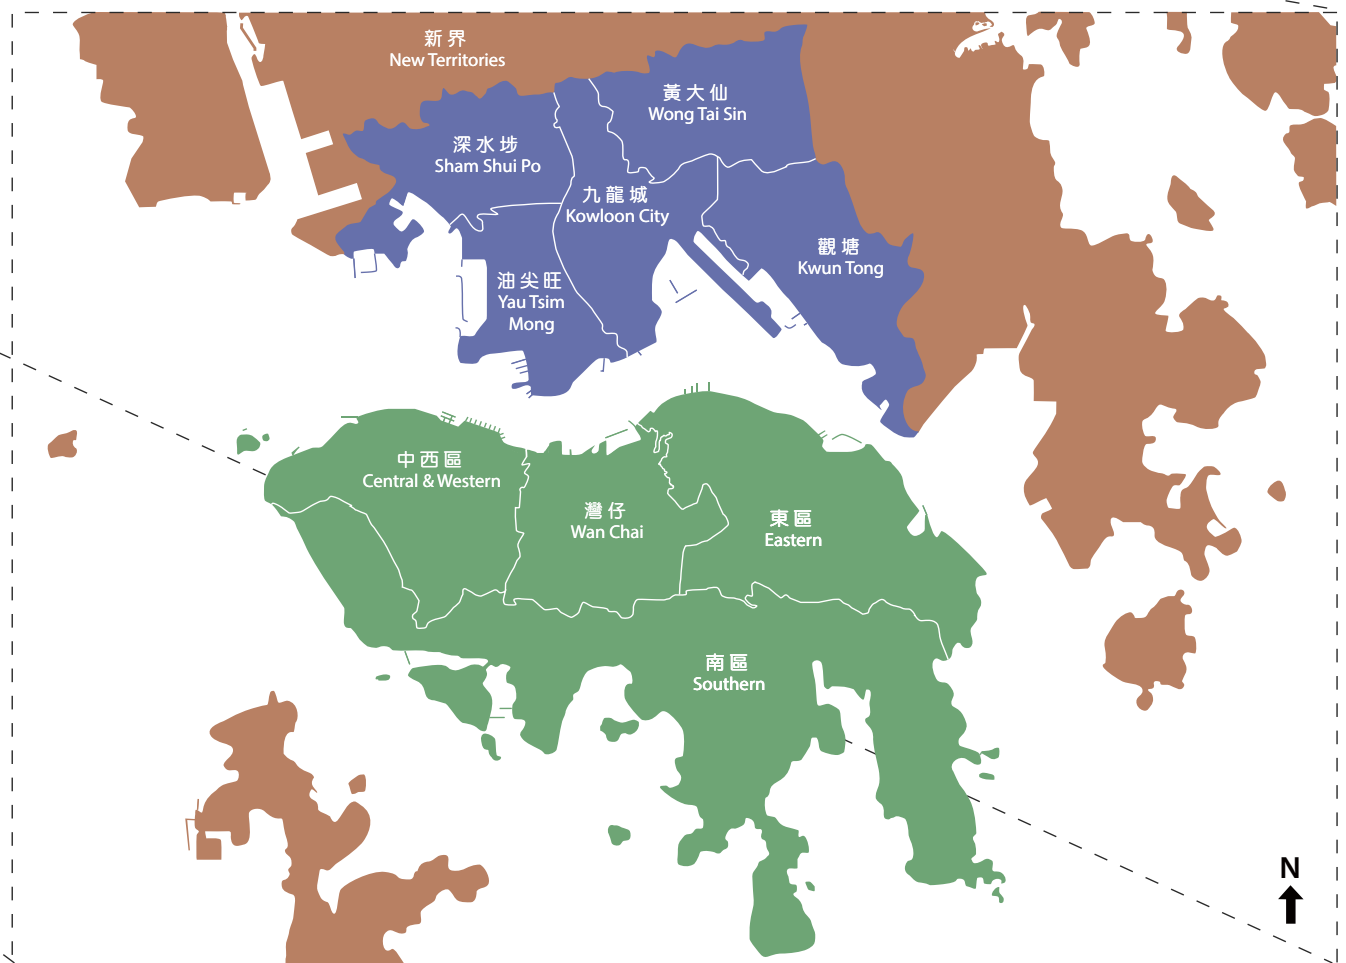 新界
New Territories
黃大仙
Wong Tai Sin
深水埗
Sham Shui Po
九龍城
Kowloon City
觀塘
Kwun Tong
油尖旺
Yau Tsim
Mong
中西區
Central & Western
灣仔
Wan Chai
東區
Eastern
南區
Southern
N